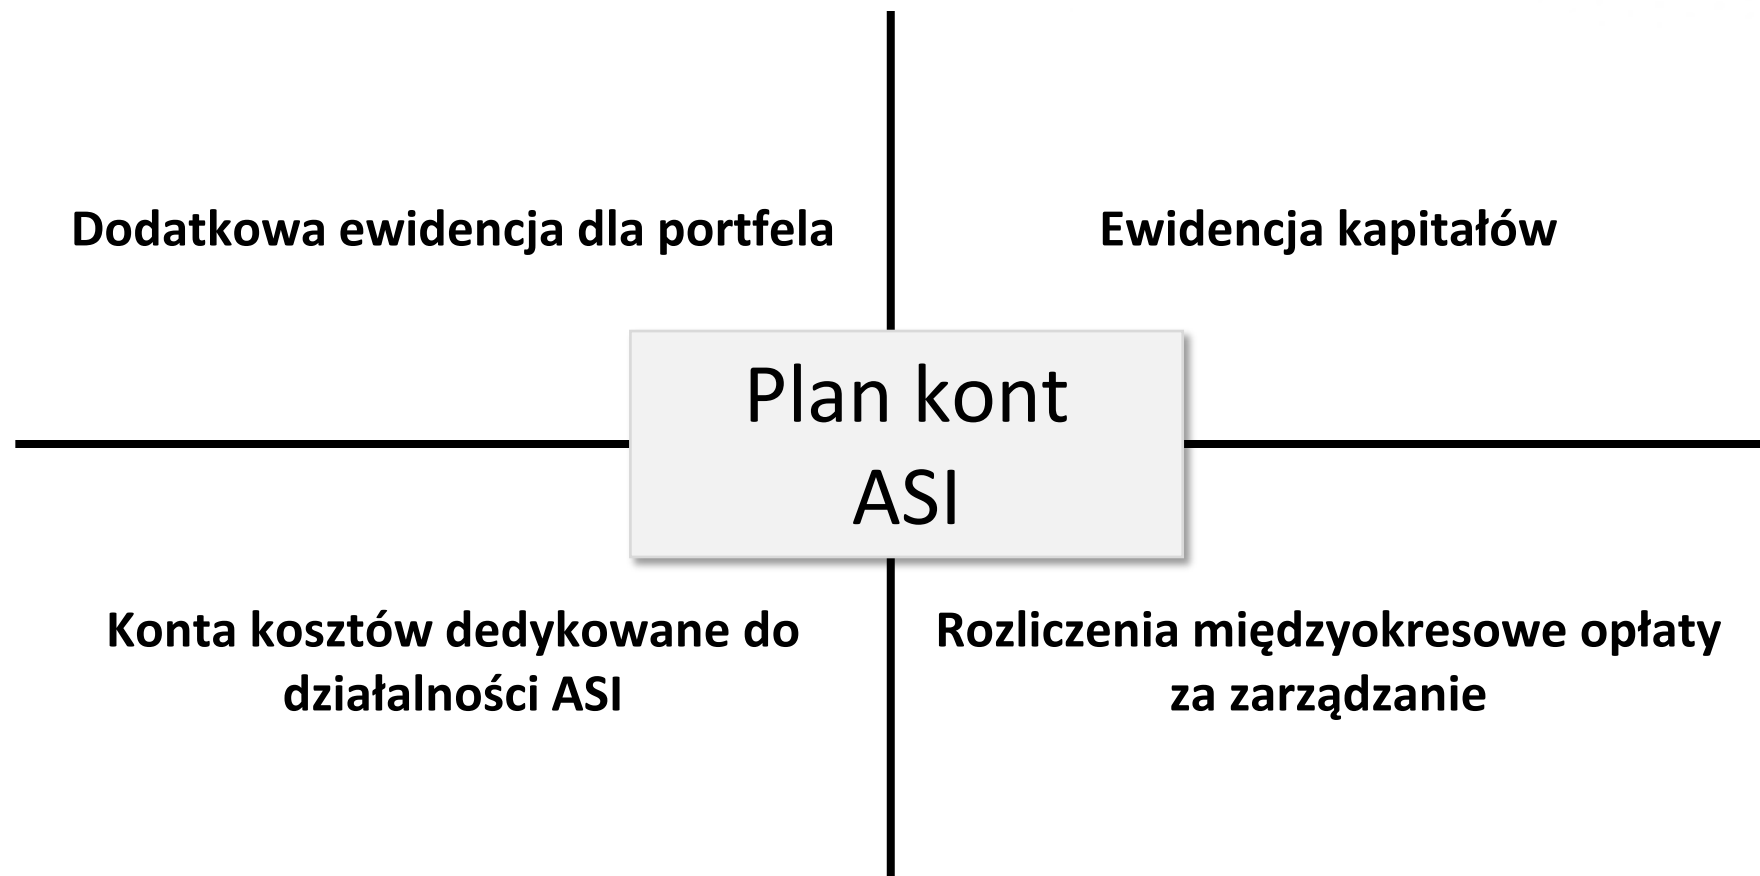 Dodatkowa ewidencja dla portfela
Ewidencja kapitałów
Plan kont
ASI
Konta kosztów dedykowane do
działalności ASI
Rozliczenia międzyokresowe opłaty
za zarządzanie